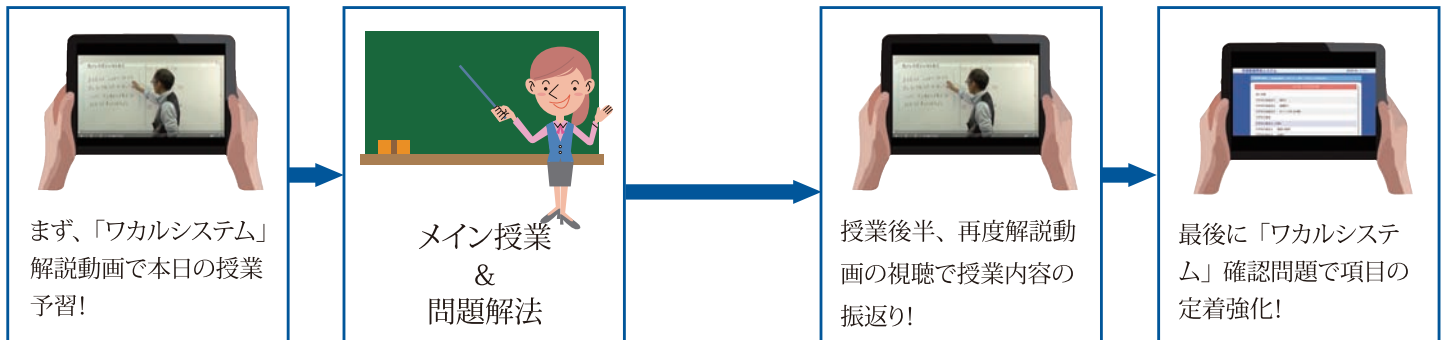 まず、「ワカルシステム」
解説動画で本日の授業
予習!
メイン授業
&
問題解法
授業後半、再度解説動
画の視聴で授業内容の
振返り!
最後に「ワカルシステ
ム」確認問題で項目の
定着強化!